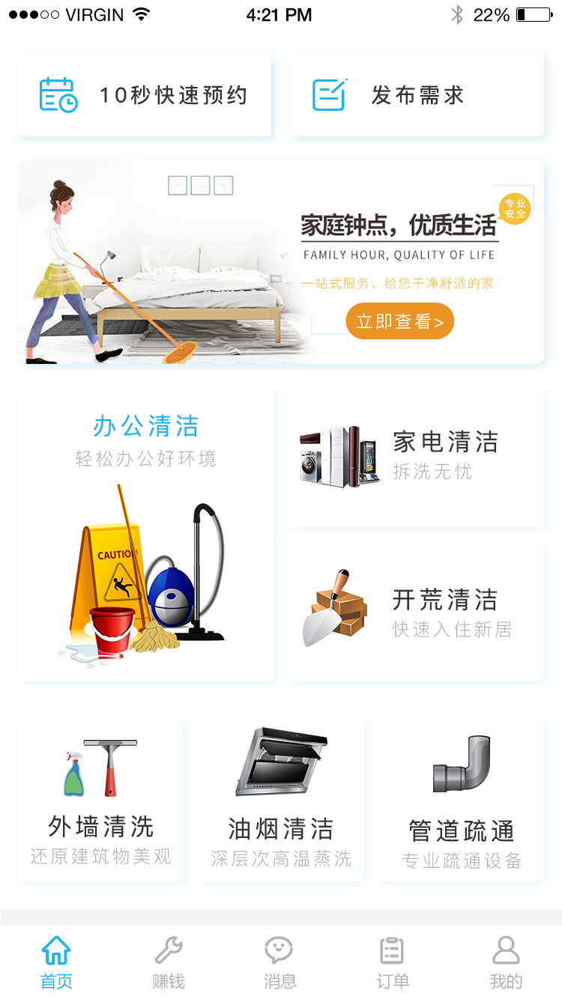 VIRGIN
4:21 PM
22%
10秒快速预约
发布需求
专业
安全
家庭钟点，优质生活
FAMILY HOUR, QUALITY OF LIFE
一站式服务，给您干净舒适的家
立即查看>
办公清洁
轻松办公好环境
CAUTION
家电清洁
拆洗无忧
开荒清洁
快速入住新居
外墙清洗
还原建筑物美观
油烟清洁
深层次高温蒸洗
管道疏通
专业疏通设备
首页
赚钱
消息
订单
我的